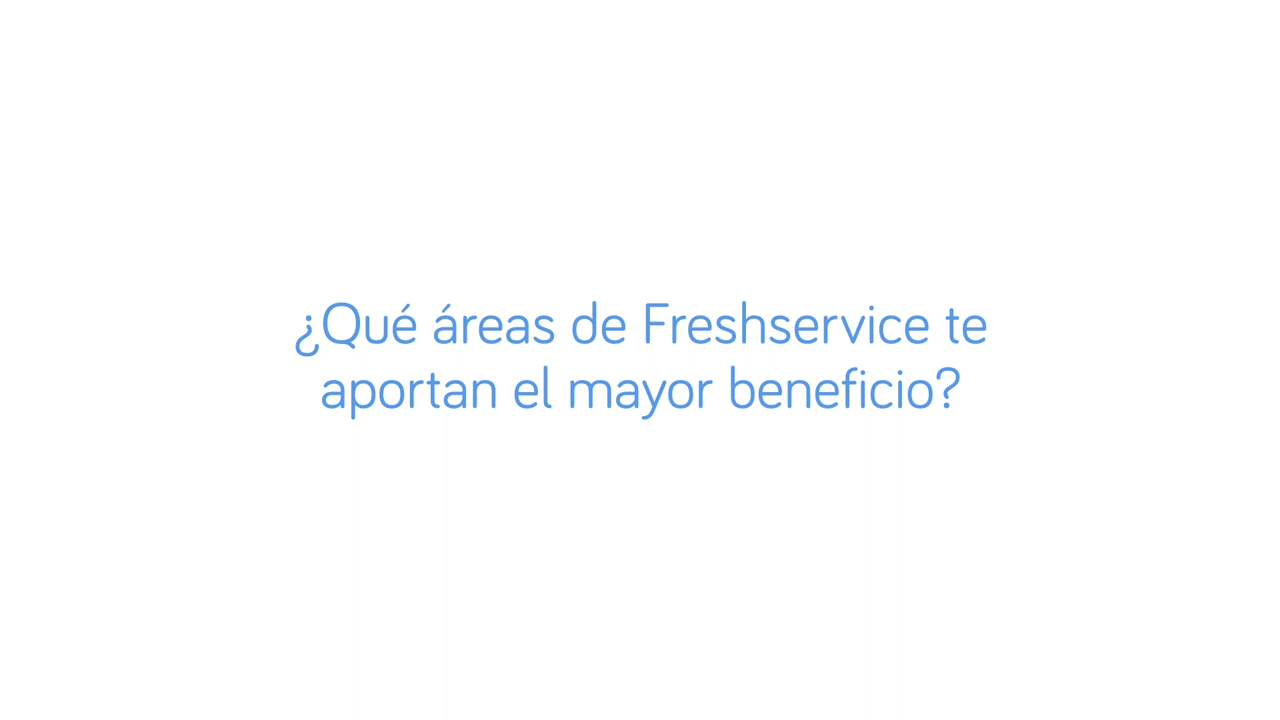 ¿Qué áreas de Freshservice te
aportan el mayor beneficio?